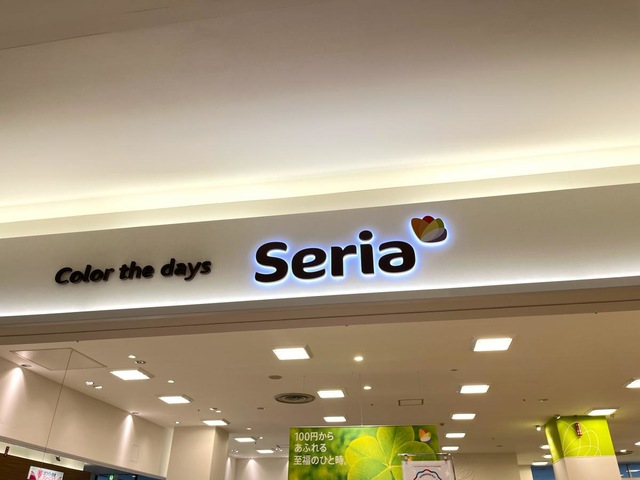 Color the days
Seria
100円から
あふれる
至福のひと時。